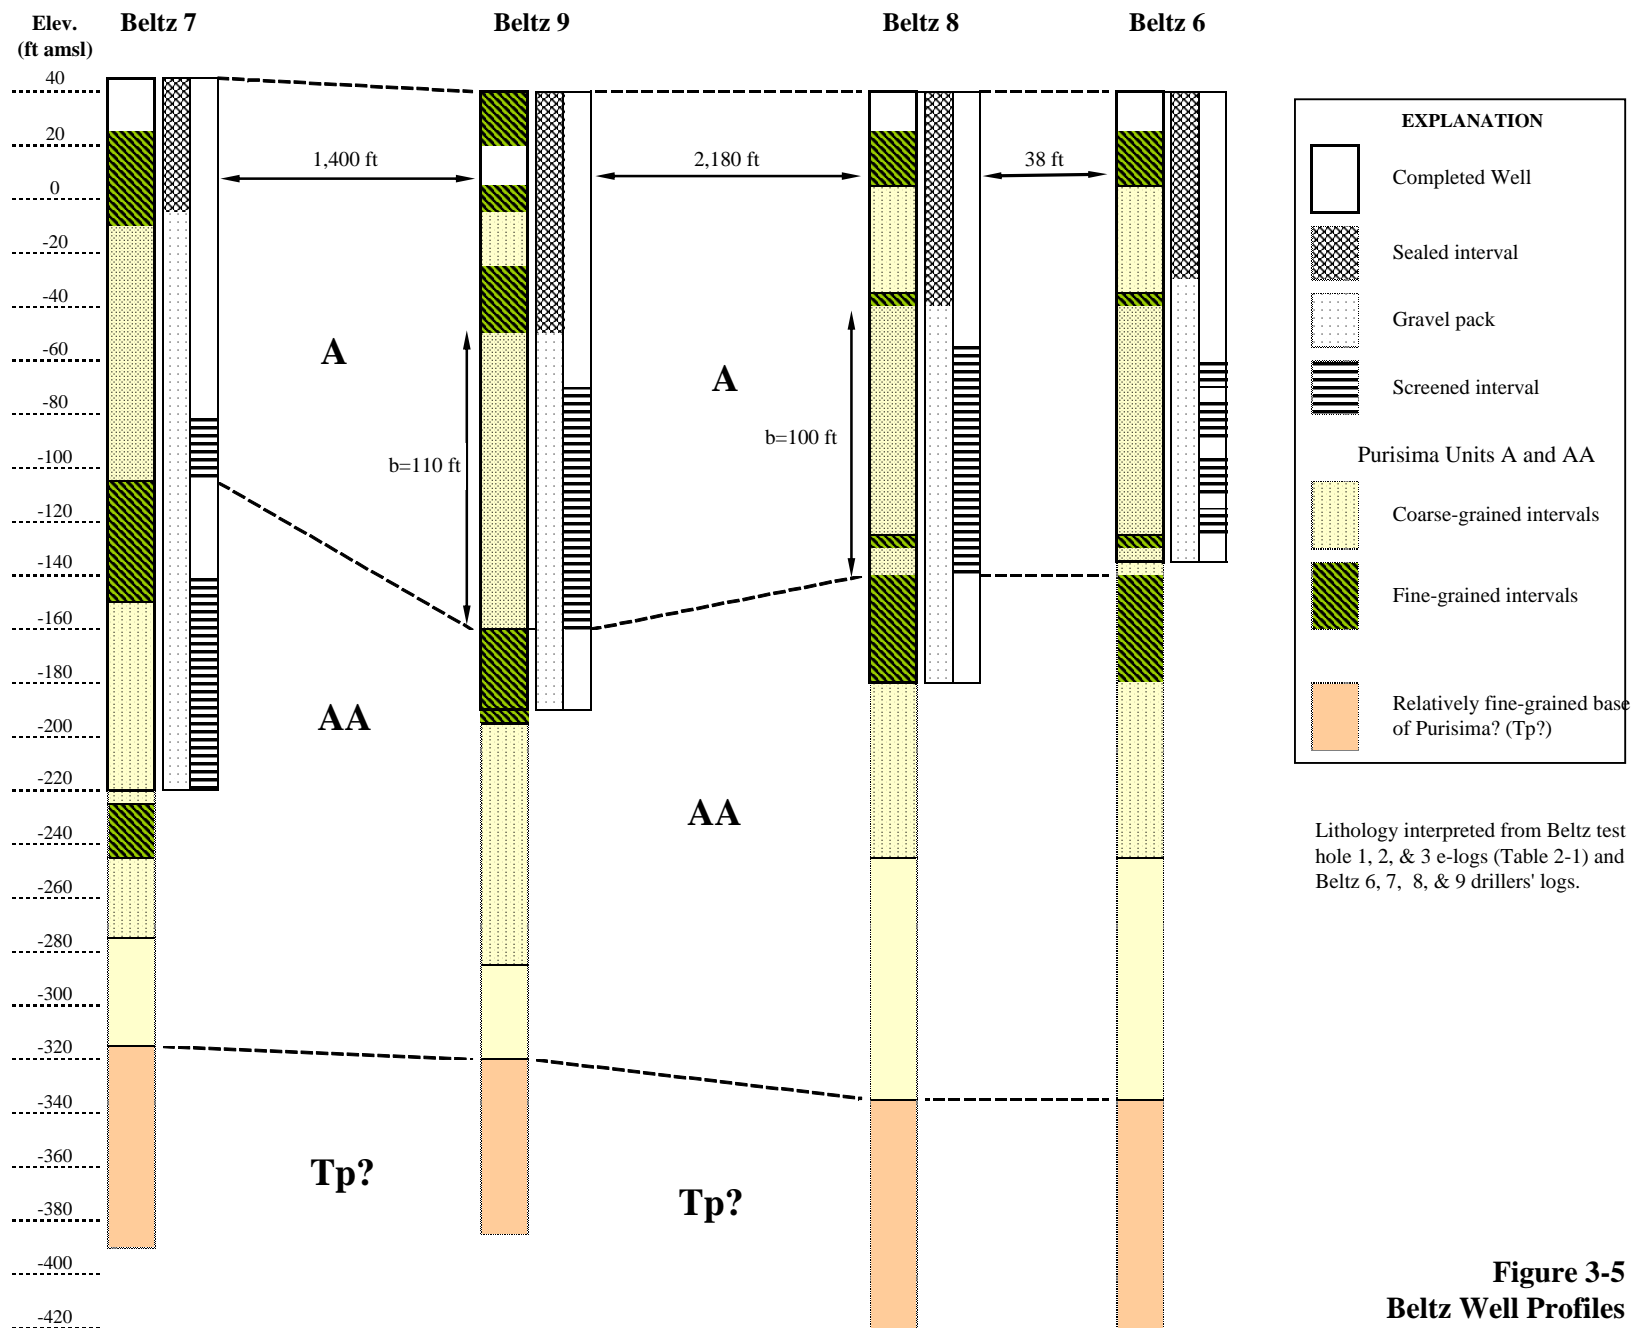 Elev.
(ft amsl)
Beltz 7
Beltz 9
Beltz 8
Beltz 6
40
20
0
-20
-40
-60
-80
-100
-120
-140
-160
-180
-200
-220
-240
-260
-280
-300
-320
-340
-360
-380
-400
-420
1,400 ft
2,180 ft
38 ft
A
A
b=110 ft
b=100 ft
AA
AA
Tp?
Tp?
EXPLANATION
Completed Well
Sealed interval
Gravel pack
Screened interval
Purisima Units A and AA
Coarse-grained intervals
Fine-grained intervals
Relatively fine-grained base
of Purisima? (Tp?)
Lithology interpreted from Beltz test
hole 1, 2, & 3 e-logs (Table 2-1) and
Beltz 6, 7, 8, & 9 drillers' logs.
Figure 3-5
Beltz Well Profiles